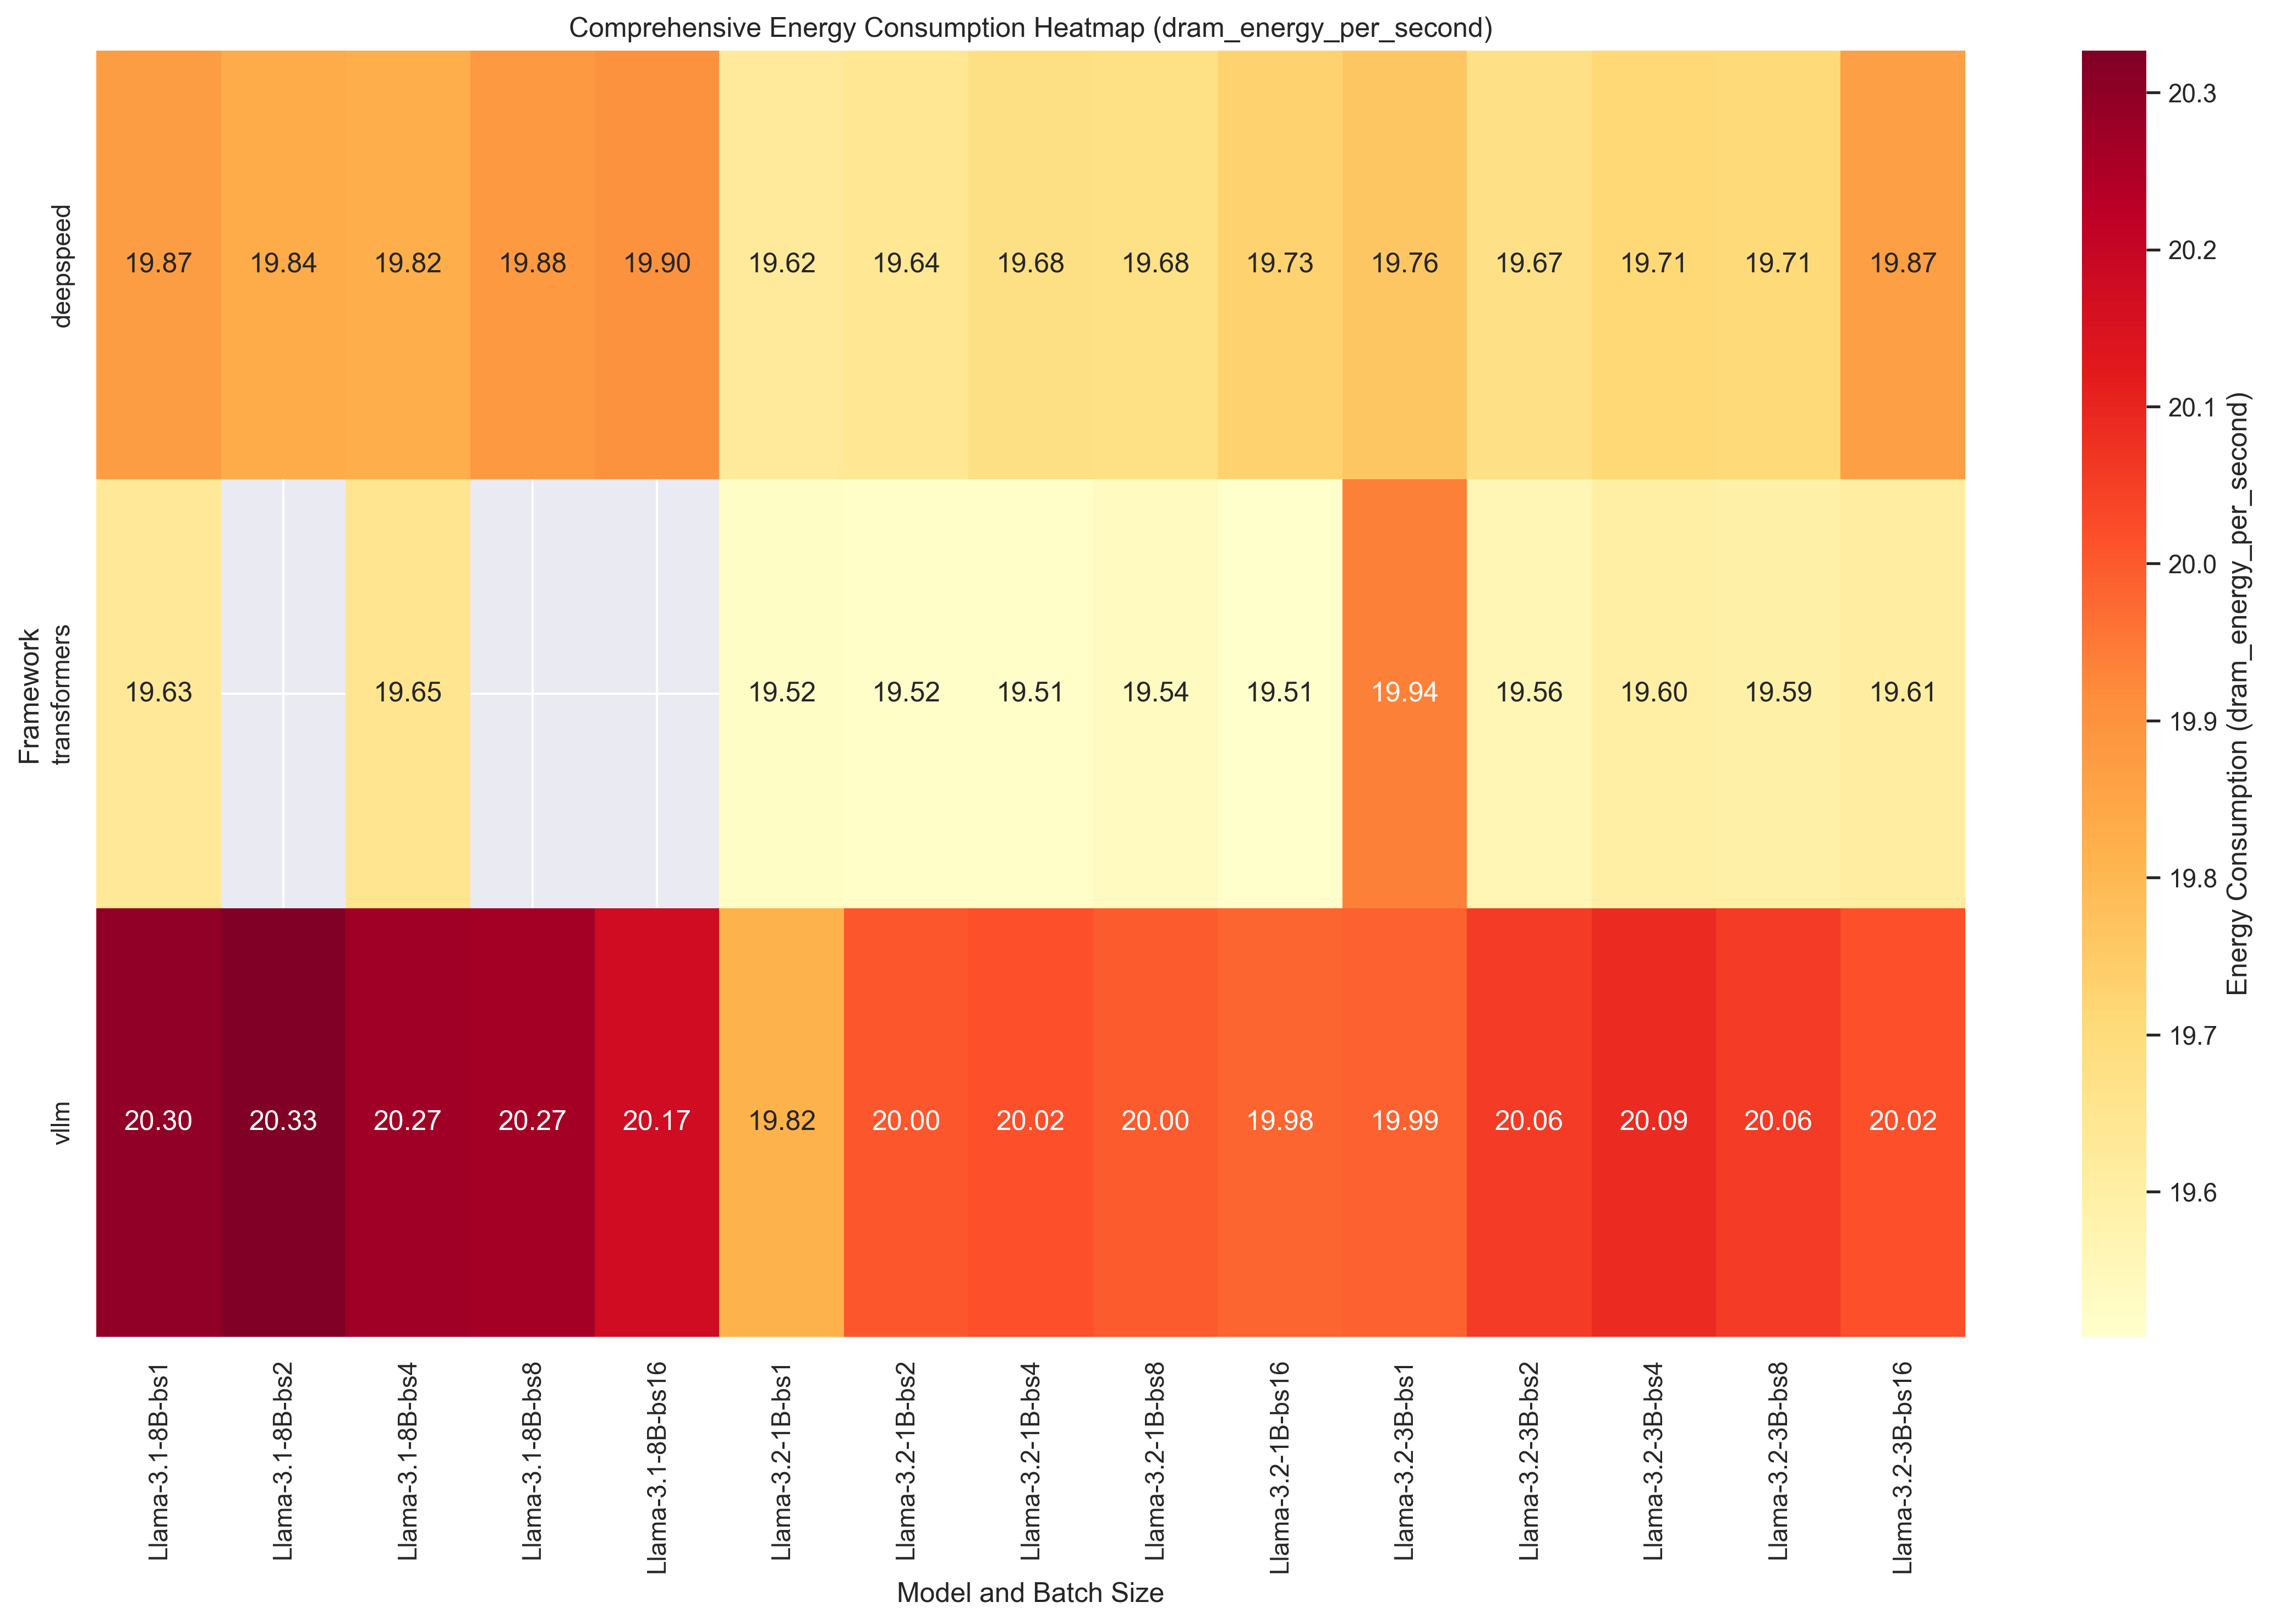 Comprehensive Energy Consumption Heatmap (dram_energy_per_second)
Framework
deepspeed
19.87 19.84 19.82 19.88 19.90 19.62 19.64 19.68 19.68 19.73 19.76 19.67 19.71 19.71 19.87
transformers
19.63 19.65 19.52 19.52 19.51 19.54 19.51 19.94 19.56 19.60 19.59 19.61
vllm
20.30 20.33 20.27 20.27 20.17 19.82 20.00 20.02 20.00 19.98 19.99 20.06 20.09 20.06 20.02
Llama-3.1-8B-bs1
Llama-3.1-8B-bs2
Llama-3.1-8B-bs4
Llama-3.1-8B-bs8
Llama-3.1-8B-bs16
Llama-3.2-1B-bs1
Llama-3.2-1B-bs2
Llama-3.2-1B-bs4
Llama-3.2-1B-bs8
Llama-3.2-1B-bs16
Llama-3.2-3B-bs1
Llama-3.2-3B-bs2
Llama-3.2-3B-bs4
Llama-3.2-3B-bs8
Llama-3.2-3B-bs16
Model and Batch Size
20.3
20.2
20.1
20.0
19.9
19.8
19.7
19.6
Energy Consumption (dram_energy_per_second)